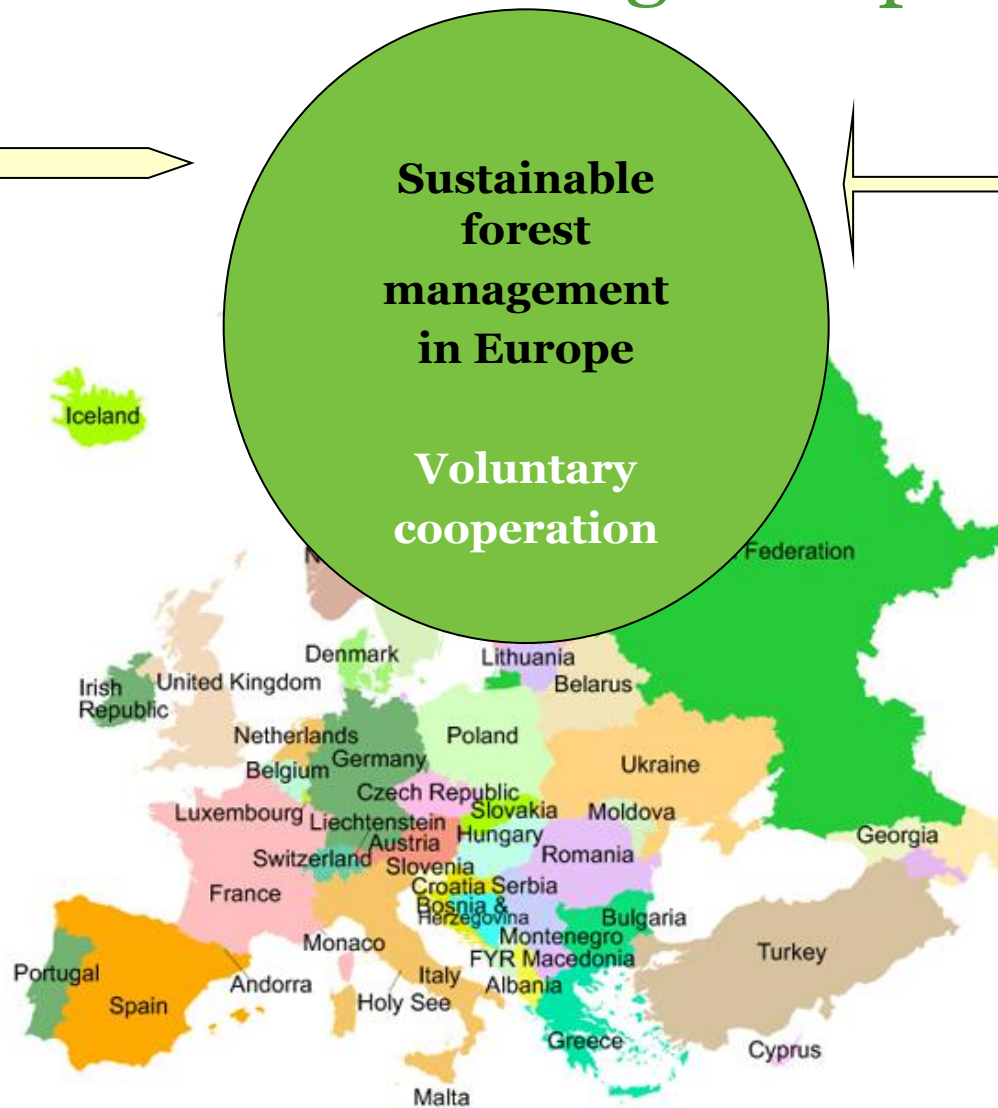 Sustainable
forest
management
in Europe
Voluntary
cooperation
Iceland
Federation
Denmark
Lithuania
Irish
Republic
United Kingdom
Belarus
Netherlands
Poland
Germany
Belgium
Ukraine
Czech Republic
Luxembourg
Slovakia
Moldova
Liechtenstein
Hungary
Austria
Georgia
Switzerland
Slovenia
Romania
France
Croatia
Serbia
Bosnia &
Herzegovina
Bulgaria
Montenegro
Monaco
Turkey
FYR Macedonia
Portugal
Andorra
Italy
Albania
Spain
Holy See
Greece
Cyprus
Malta